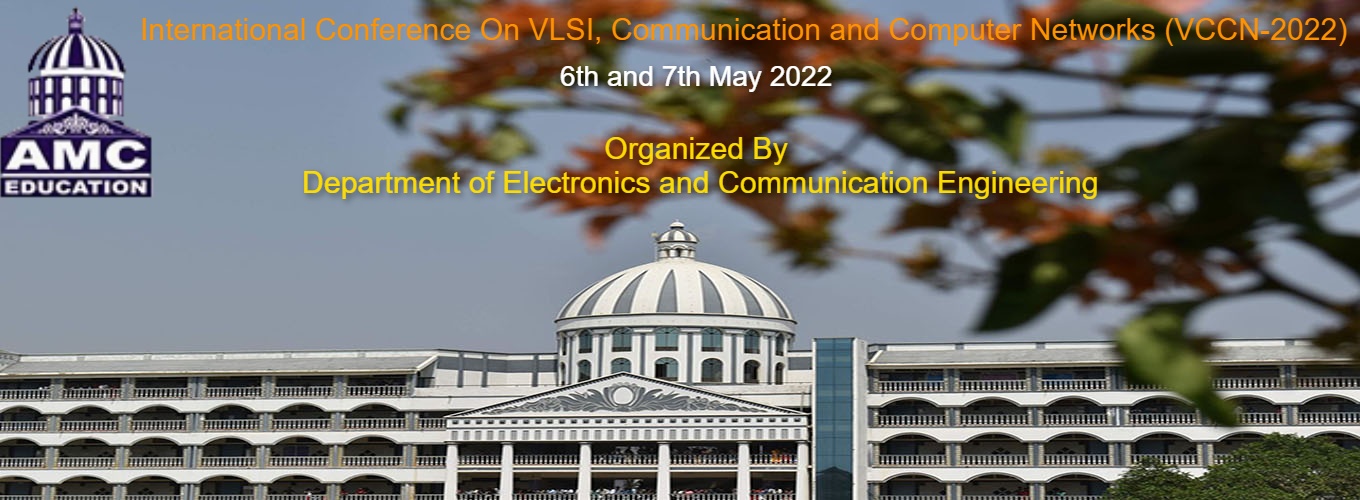 International Conference On VLSI, Communication and Computer Networks (VCCN-2022)
6th and 7th May 2022
AMC
EDUCATION
Organized By
Department of Electronics and Communication Engineering